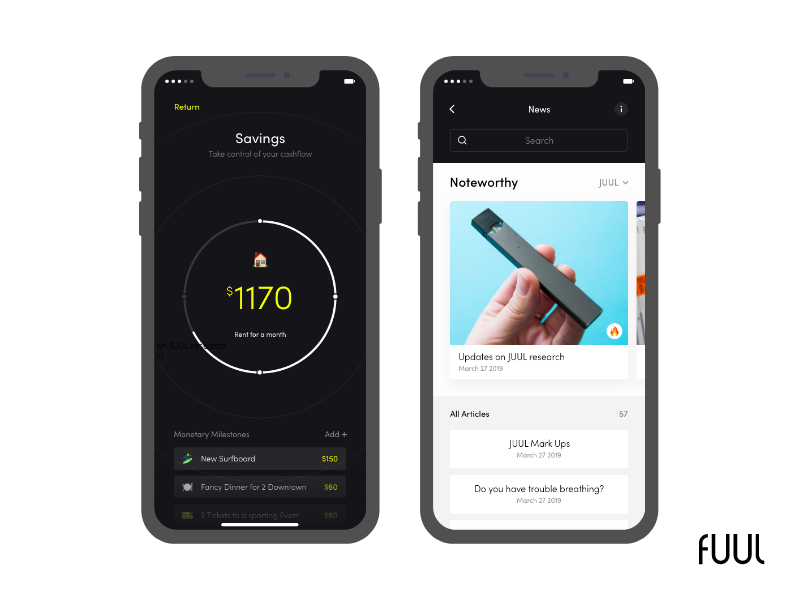 Return
Savings
Take control of your cashflow
$1170
Rent for a month
on JUUL research
Monetary Milestones
Add +
New Surfboard
$150
Fancy Dinner for 2 Downtown
$60
2 Tickets to a sporting Event
$80
News
i
Search
Noteworthy
JUUL
Updates on JUUL research
March 27 2019
All Articles
57
JUUL Mark Ups
March 27 2019
Do you have trouble breathing?
March 27 2019
fUUL